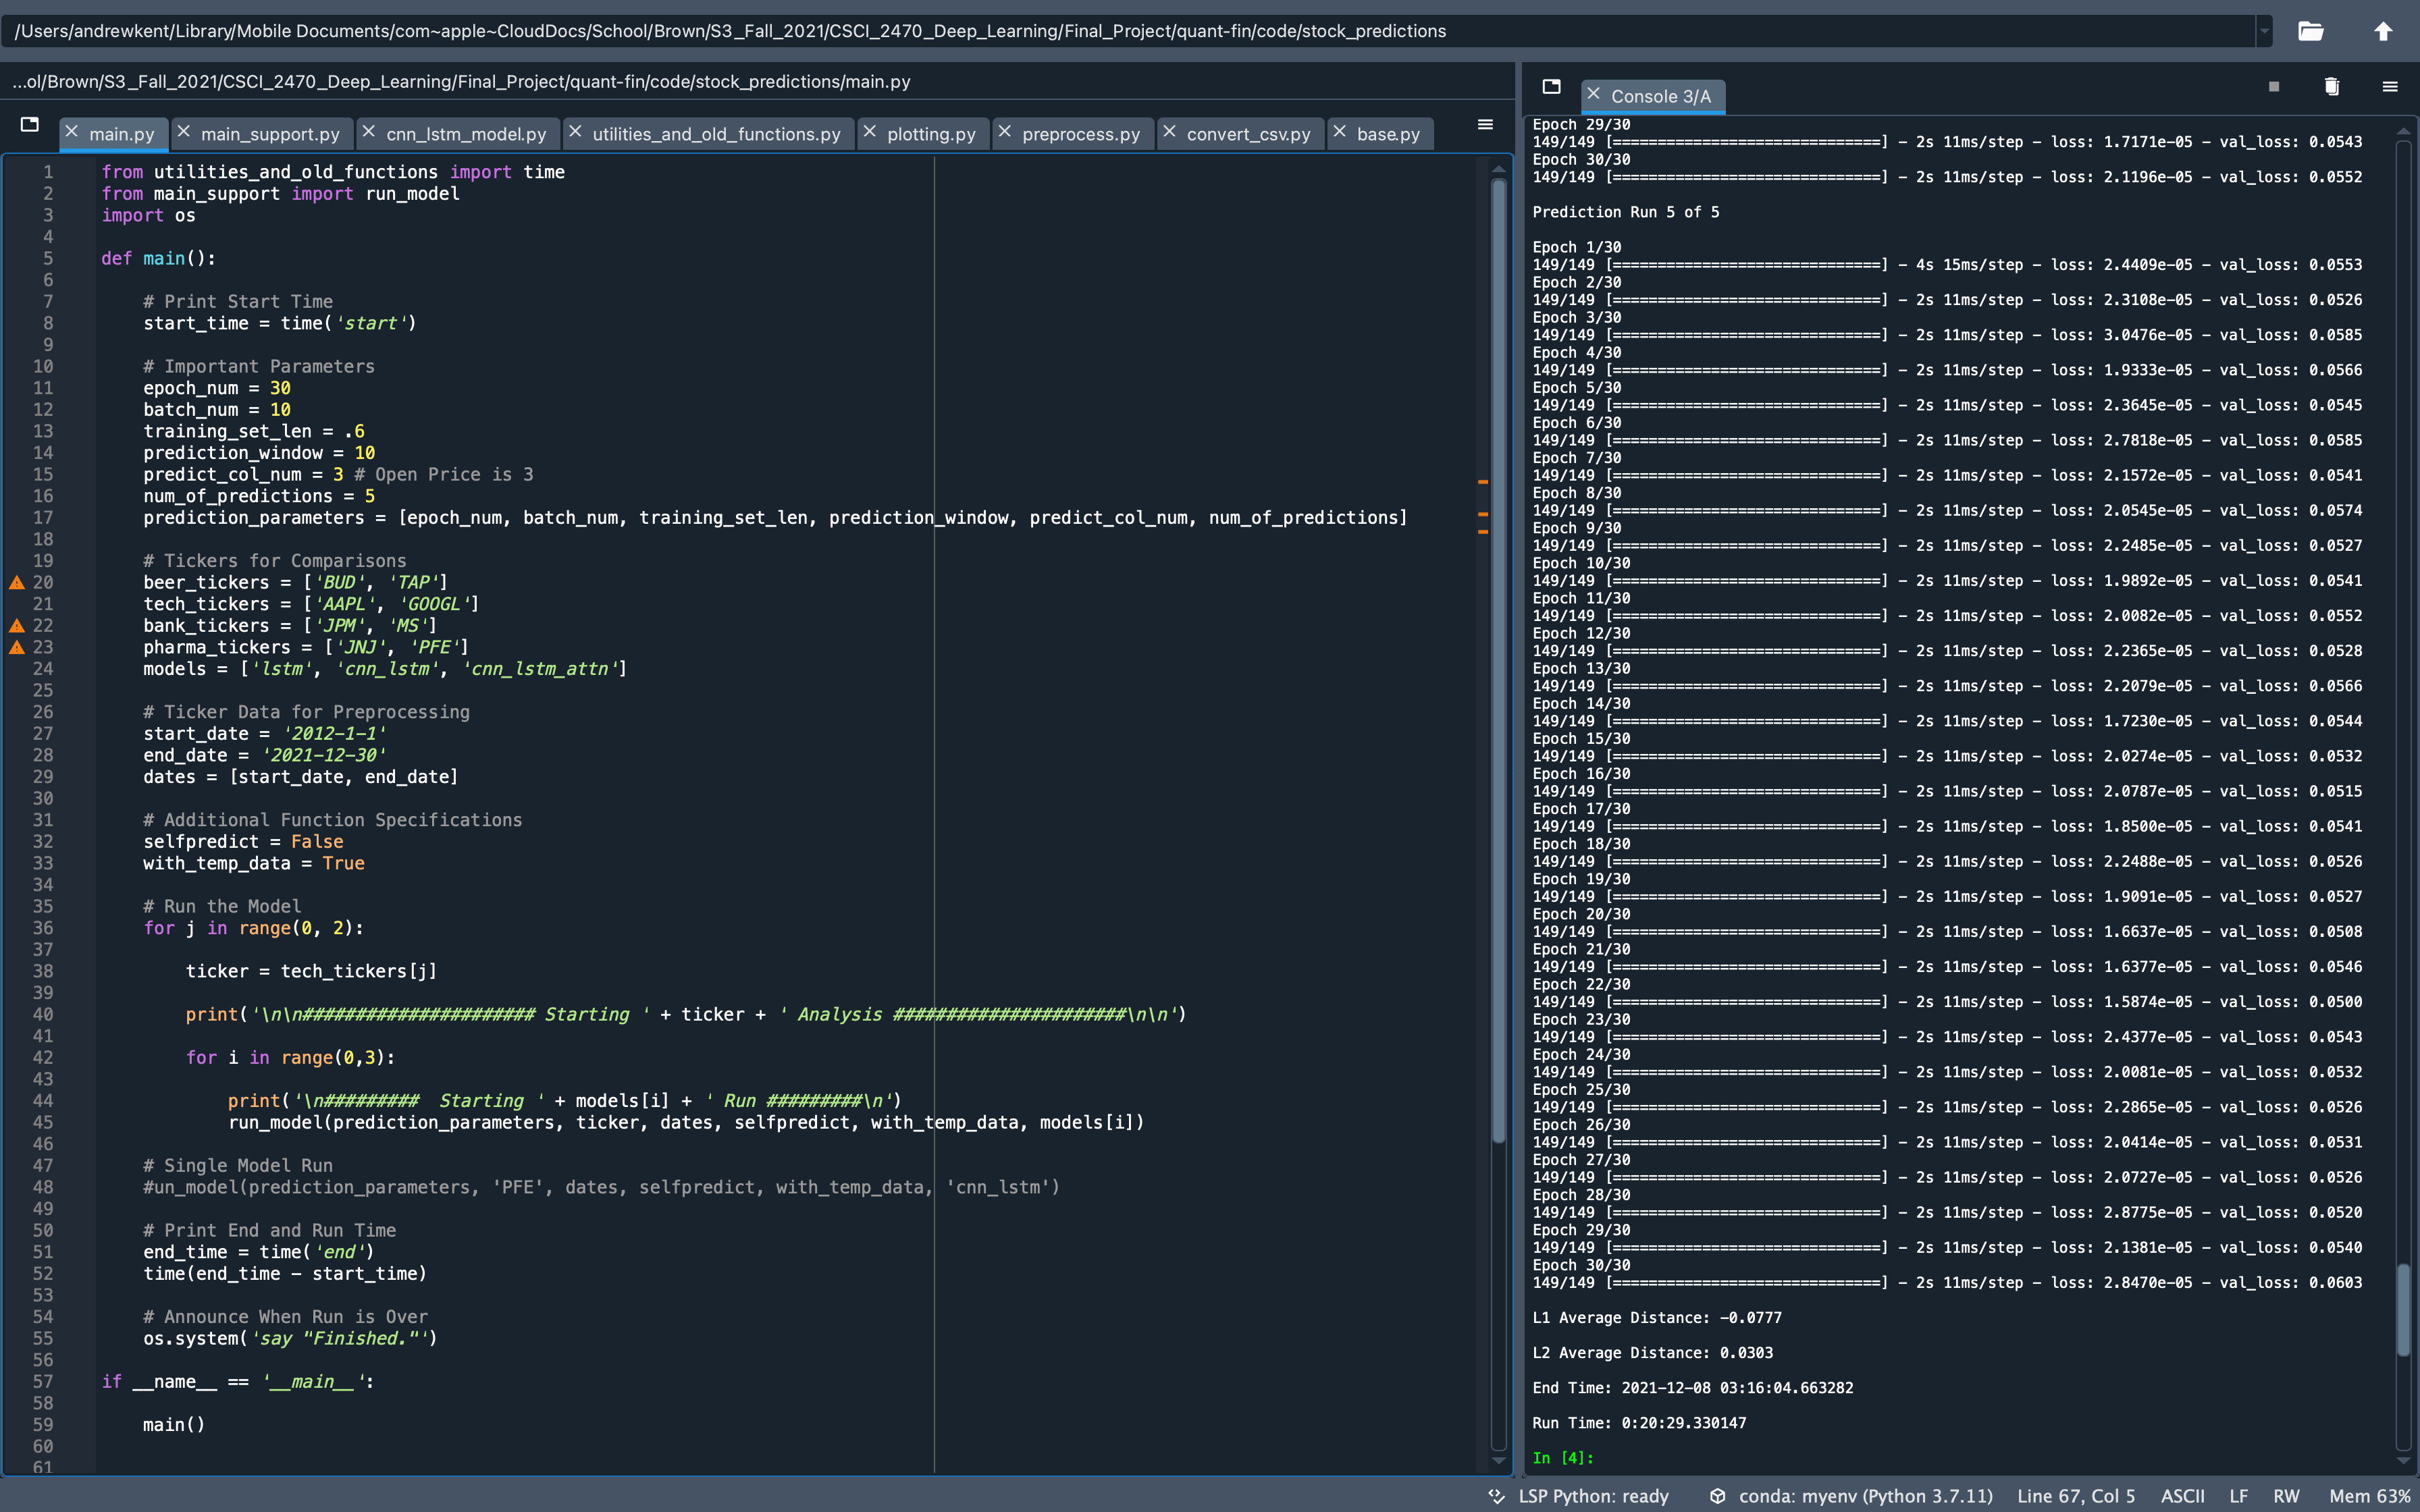 /Users/andrewkent/Library/Mobile Documents/com~apple~CloudDocs/School/Brown/S3_Fall_2021/CSCI_2470_Deep_Learning/Final_Project/quant-fin/code/stock_predictions
...ol/Brown/S3_Fall_2021/CSCI_2470_Deep_Learning/Final_Project/quant-fin/code/stock_predictions/main.py
main.py main_support.py cnn_lstm_model.py utilities_and_old_functions.py plotting.py preprocess.py convert_csv.py base.py
1 from utilities_and_old_functions import time
2 from main_support import run_model
3 import os
4
5 def main():
6
7 # Print Start Time
8 start_time = time('start')
9
10 # Important Parameters
11 epoch_num = 30
12 batch_num = 10
13 training_set_len = .6
14 prediction_window = 10
15 predict_col_num = 3 # Open Price is 3
16 num_of_predictions = 5
17 prediction_parameters = [epoch_num, batch_num, training_set_len, prediction_window, predict_col_num, num_of_predictions]
18
19 # Tickers for Comparisons
20 beer_tickers = ['BUD', 'TAP']
21 tech_tickers = ['AAPL', 'GOOGL']
22 bank_tickers = ['JPM', 'MS']
23 pharma_tickers = ['JNJ', 'PFE']
24 models = ['lstm', 'cnn_lstm', 'cnn_lstm_attn']
25
26 # Ticker Data for Preprocessing
27 start_date = '2012-1-1'
28 end_date = '2021-12-30'
29 dates = [start_date, end_date]
30
31 # Additional Function Specifications
32 selfpredict = False
33 with_temp_data = True
34
35 # Run the Model
36 for j in range(0, 2):
37
38 ticker = tech_tickers[j]
39
40 print('\n\n###################### Starting ' + ticker + ' Analysis ######################\n\n')
41
42 for i in range(0,3):
43
44 print('\n######### Starting ' + models[i] + ' Run #########\n')
45 run_model(prediction_parameters, ticker, dates, selfpredict, with_temp_data, models[i])
46
47 # Single Model Run
48 #un_model(prediction_parameters, 'PFE', dates, selfpredict, with_temp_data, 'cnn_lstm')
49
50 # Print End and Run Time
51 end_time = time('end')
52 time(end_time - start_time)
53
54 # Announce When Run is Over
55 os.system('say "Finished."')
56
57 if __name__ == '__main__':
58
59 main()
60
61
Console 3/A
Epoch 29/30
149/149 [==============================] - 2s 11ms/step - loss: 1.7171e-05 - val_loss: 0.0543
Epoch 30/30
149/149 [==============================] - 2s 11ms/step - loss: 2.1196e-05 - val_loss: 0.0552
Prediction Run 5 of 5
Epoch 1/30
149/149 [==============================] - 4s 15ms/step - loss: 2.4409e-05 - val_loss: 0.0553
Epoch 2/30
149/149 [==============================] - 2s 11ms/step - loss: 2.3108e-05 - val_loss: 0.0526
Epoch 3/30
149/149 [==============================] - 2s 11ms/step - loss: 3.0476e-05 - val_loss: 0.0585
Epoch 4/30
149/149 [==============================] - 2s 11ms/step - loss: 1.9333e-05 - val_loss: 0.0566
Epoch 5/30
149/149 [==============================] - 2s 11ms/step - loss: 2.3645e-05 - val_loss: 0.0545
Epoch 6/30
149/149 [==============================] - 2s 11ms/step - loss: 2.7818e-05 - val_loss: 0.0585
Epoch 7/30
149/149 [==============================] - 2s 11ms/step - loss: 2.1572e-05 - val_loss: 0.0541
Epoch 8/30
149/149 [==============================] - 2s 11ms/step - loss: 2.0545e-05 - val_loss: 0.0574
Epoch 9/30
149/149 [==============================] - 2s 11ms/step - loss: 2.2485e-05 - val_loss: 0.0527
Epoch 10/30
149/149 [==============================] - 2s 11ms/step - loss: 1.9892e-05 - val_loss: 0.0541
Epoch 11/30
149/149 [==============================] - 2s 11ms/step - loss: 2.0082e-05 - val_loss: 0.0552
Epoch 12/30
149/149 [==============================] - 2s 11ms/step - loss: 2.2365e-05 - val_loss: 0.0528
Epoch 13/30
149/149 [==============================] - 2s 11ms/step - loss: 2.2079e-05 - val_loss: 0.0566
Epoch 14/30
149/149 [==============================] - 2s 11ms/step - loss: 1.7230e-05 - val_loss: 0.0544
Epoch 15/30
149/149 [==============================] - 2s 11ms/step - loss: 2.0274e-05 - val_loss: 0.0532
Epoch 16/30
149/149 [==============================] - 2s 11ms/step - loss: 2.0787e-05 - val_loss: 0.0515
Epoch 17/30
149/149 [==============================] - 2s 11ms/step - loss: 1.8500e-05 - val_loss: 0.0541
Epoch 18/30
149/149 [==============================] - 2s 11ms/step - loss: 2.2488e-05 - val_loss: 0.0526
Epoch 19/30
149/149 [==============================] - 2s 11ms/step - loss: 1.9091e-05 - val_loss: 0.0527
Epoch 20/30
149/149 [==============================] - 2s 11ms/step - loss: 1.6637e-05 - val_loss: 0.0508
Epoch 21/30
149/149 [==============================] - 2s 11ms/step - loss: 1.6377e-05 - val_loss: 0.0546
Epoch 22/30
149/149 [==============================] - 2s 11ms/step - loss: 1.5874e-05 - val_loss: 0.0500
Epoch 23/30
149/149 [==============================] - 2s 11ms/step - loss: 2.4377e-05 - val_loss: 0.0543
Epoch 24/30
149/149 [==============================] - 2s 11ms/step - loss: 2.0081e-05 - val_loss: 0.0532
Epoch 25/30
149/149 [==============================] - 2s 11ms/step - loss: 2.2865e-05 - val_loss: 0.0526
Epoch 26/30
149/149 [==============================] - 2s 11ms/step - loss: 2.0414e-05 - val_loss: 0.0531
Epoch 27/30
149/149 [==============================] - 2s 11ms/step - loss: 2.0727e-05 - val_loss: 0.0526
Epoch 28/30
149/149 [==============================] - 2s 11ms/step - loss: 2.8775e-05 - val_loss: 0.0520
Epoch 29/30
149/149 [==============================] - 2s 11ms/step - loss: 2.1381e-05 - val_loss: 0.0540
Epoch 30/30
149/149 [==============================] - 2s 11ms/step - loss: 2.8470e-05 - val_loss: 0.0603
L1 Average Distance: -0.0777
L2 Average Distance: 0.0303
End Time: 2021-12-08 03:16:04.663282
Run Time: 0:20:29.330147
In [4]:
LSP Python: ready conda: myenv (Python 3.7.11) Line 67, Col 5 ASCII LF RW Mem 63%